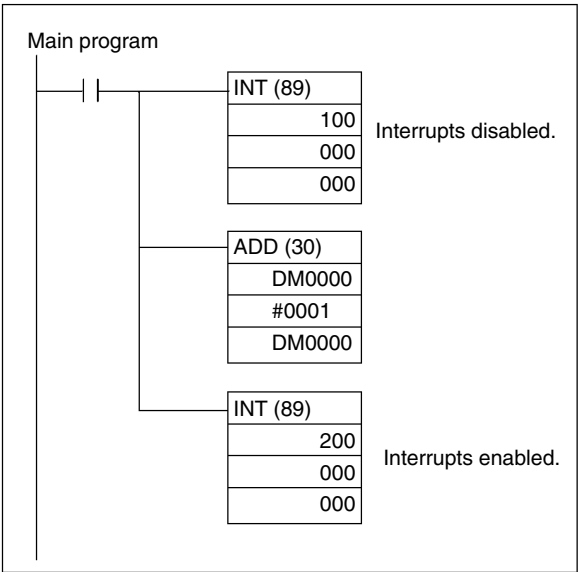 Main program
INT (89)
100
000
000
Interrupts disabled.
ADD (30)
DM0000
#0001
DM0000
INT (89)
200
000
000
Interrupts enabled.